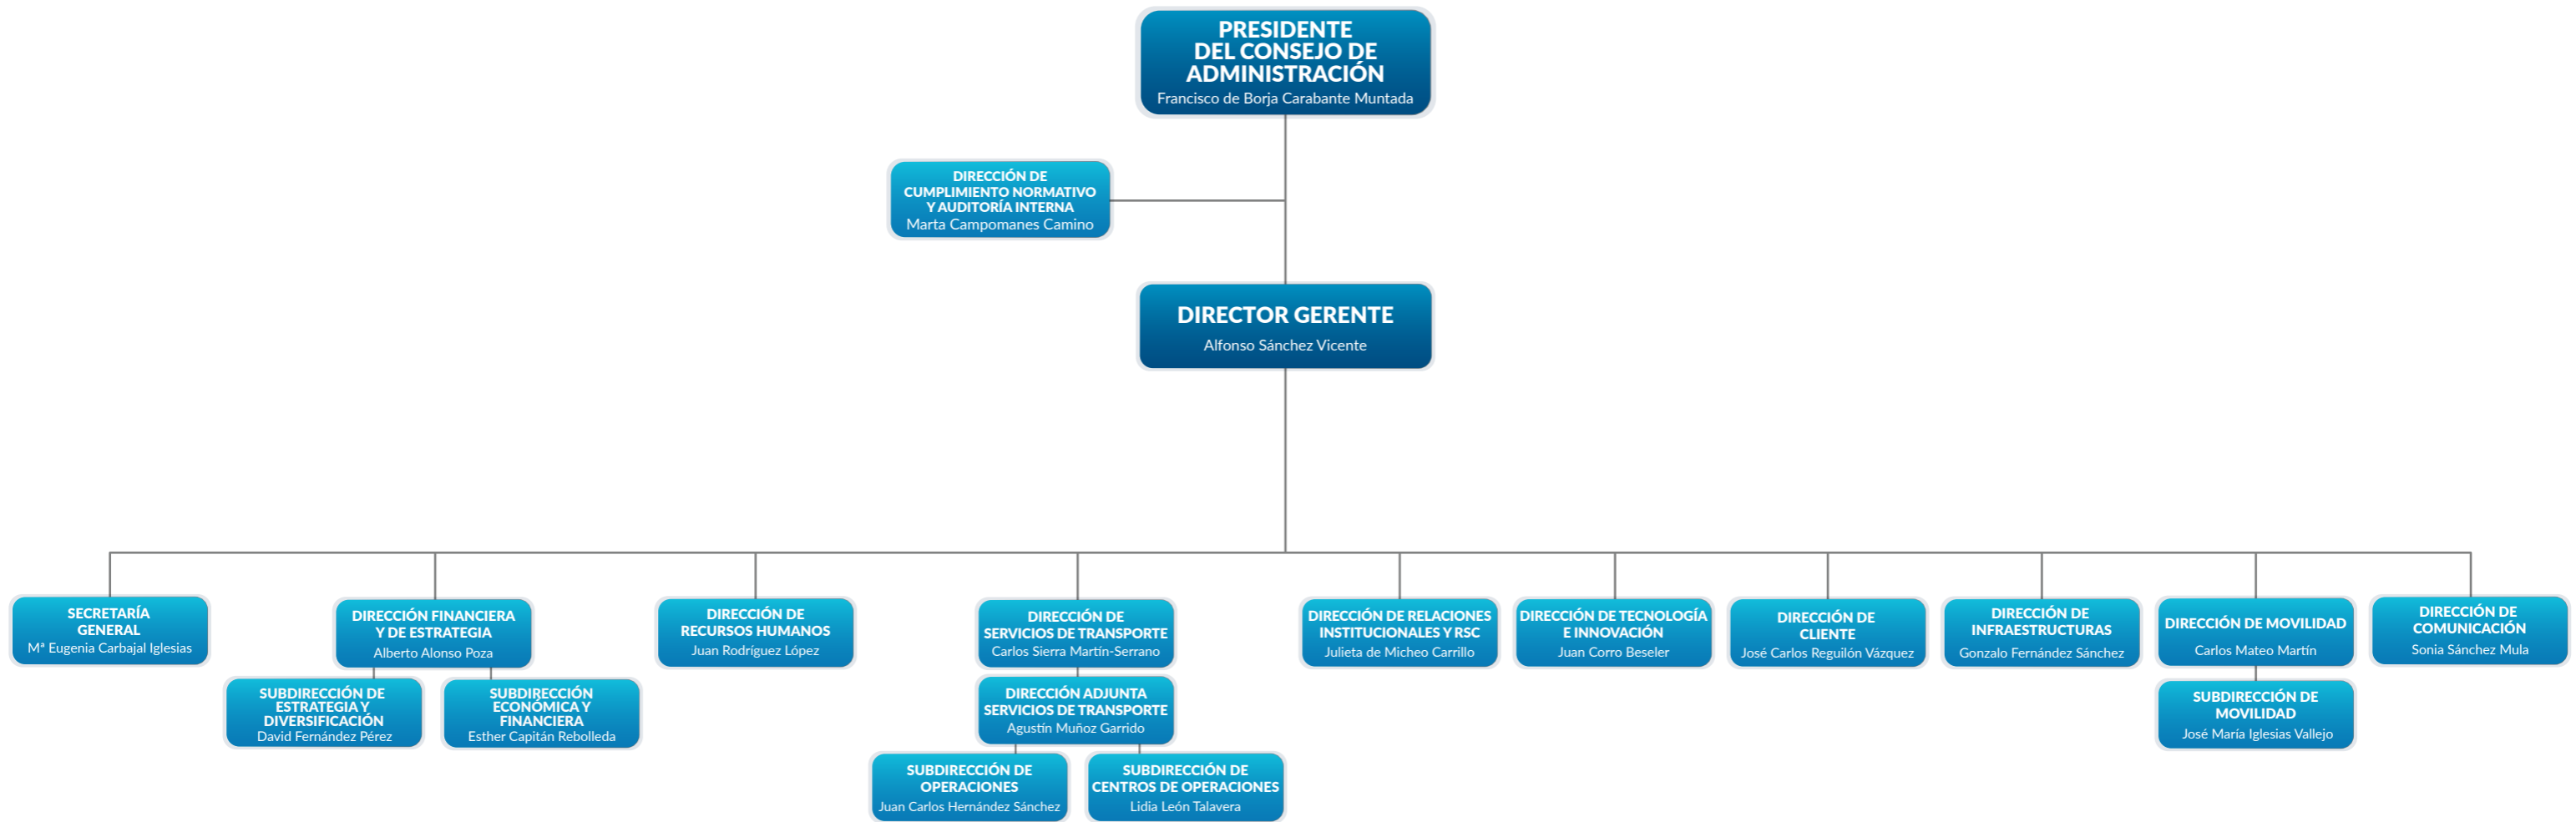 PRESIDENTE
DEL CONSEJO DE
ADMINISTRACIÓN
Francisco de Borja Carabante Muntada
DIRECCIÓN DE
CUMPLIMIENTO NORMATIVO
Y AUDITORÍA INTERNA
Marta Campomanes Camino
DIRECTOR GERENTE
Alfonso Sánchez Vicente
SECRETARÍA
GENERAL
Mª Eugenia Carbajal Iglesias
DIRECCIÓN FINANCIERA
Y DE ESTRATEGIA
Alberto Alonso Poza
SUBDIRECCIÓN DE
ESTRATEGIA Y
DIVERSIFICACIÓN
David Fernández Pérez
SUBDIRECCIÓN
ECONÓMICA Y
FINANCIERA
Esther Capitán Rebolleda
DIRECCIÓN DE
RECURSOS HUMANOS
Juan Rodríguez López
DIRECCIÓN DE
SERVICIOS DE TRANSPORTE
Carlos Sierra Martín-Serrano
DIRECCIÓN ADJUNTA
SERVICIOS DE TRANSPORTE
Agustín Muñoz Garrido
SUBDIRECCIÓN DE
OPERACIONES
Juan Carlos Hernández Sánchez
SUBDIRECCIÓN DE
CENTROS DE OPERACIONES
Lidia León Talavera
DIRECCIÓN DE RELACIONES
INSTITUCIONALES Y RSC
Julieta de Micheo Carrillo
DIRECCIÓN DE TECNOLOGÍA
E INNOVACIÓN
Juan Corro Beseler
DIRECCIÓN DE
CLIENTE
José Carlos Reguilón Vázquez
DIRECCIÓN DE
INFRAESTRUCTURAS
Gonzalo Fernández Sánchez
DIRECCIÓN DE MOVILIDAD
Carlos Mateo Martín
SUBDIRECCIÓN DE
MOVILIDAD
José María Iglesias Vallejo
DIRECCIÓN DE
COMUNICACIÓN
Sonia Sánchez Mula